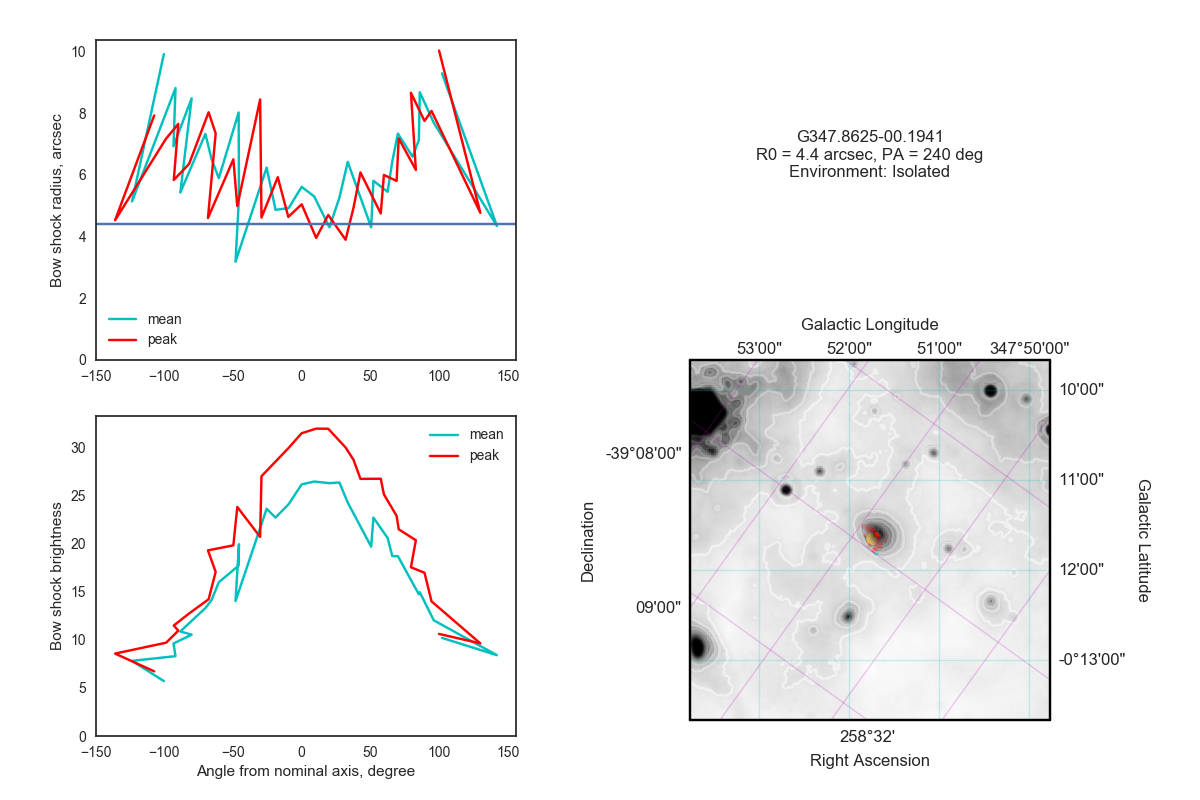 10
8
6
4
2
0
Bow shock radius, arcsec
mean
peak
−150
−100
−50
0
50
100
150
30
25
20
15
10
5
0
Bow shock brightness
mean
peak
−150
−100
−50
0
50
100
150
Angle from nominal axis, degree
G347.8625-00.1941
R0 = 4.4 arcsec, PA = 240 deg
Environment: Isolated
Galactic Longitude
53'00"
52'00"
51'00"
347°50'00"
10'00"
11'00"
12'00"
-0°13'00"
Galactic Latitude
-39°08'00"
09'00"
Declination
258°32'
Right Ascension